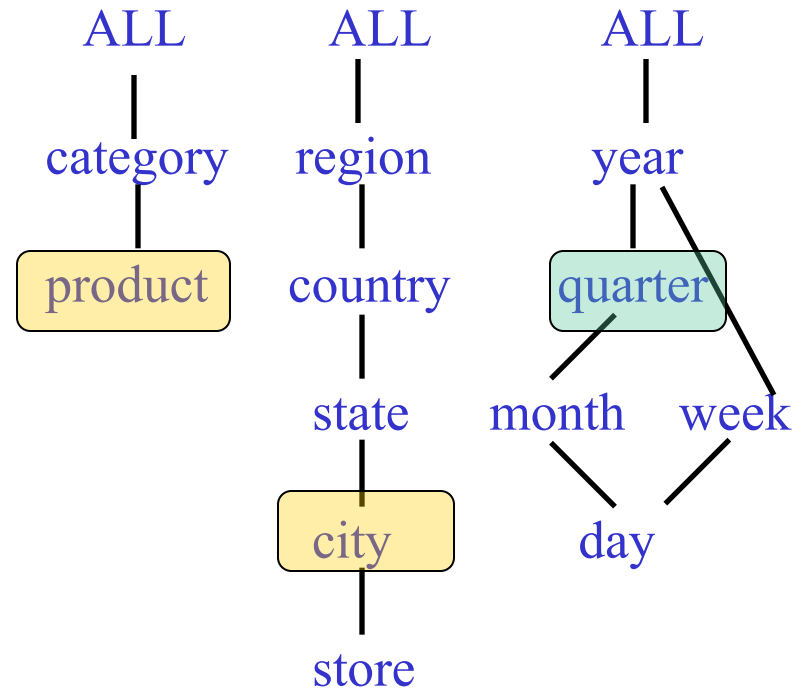 ALL ALL ALL
category region year
product country quarter
state month week
city day
store